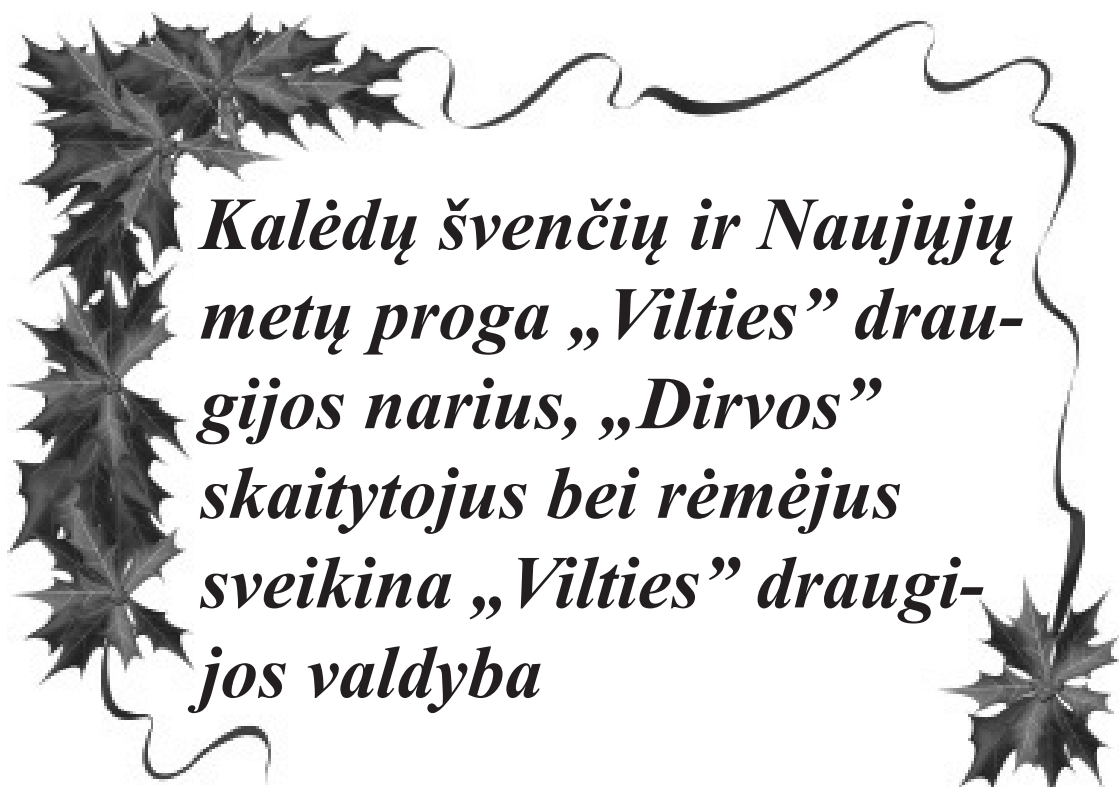 Kalėdų švenčių ir Naujųjų
metų proga „Vilties” drau-
gijos narius, „Dirvos”
skaitytojus bei rėmėjus
sveikina „Vilties” draugi-
jos valdyba